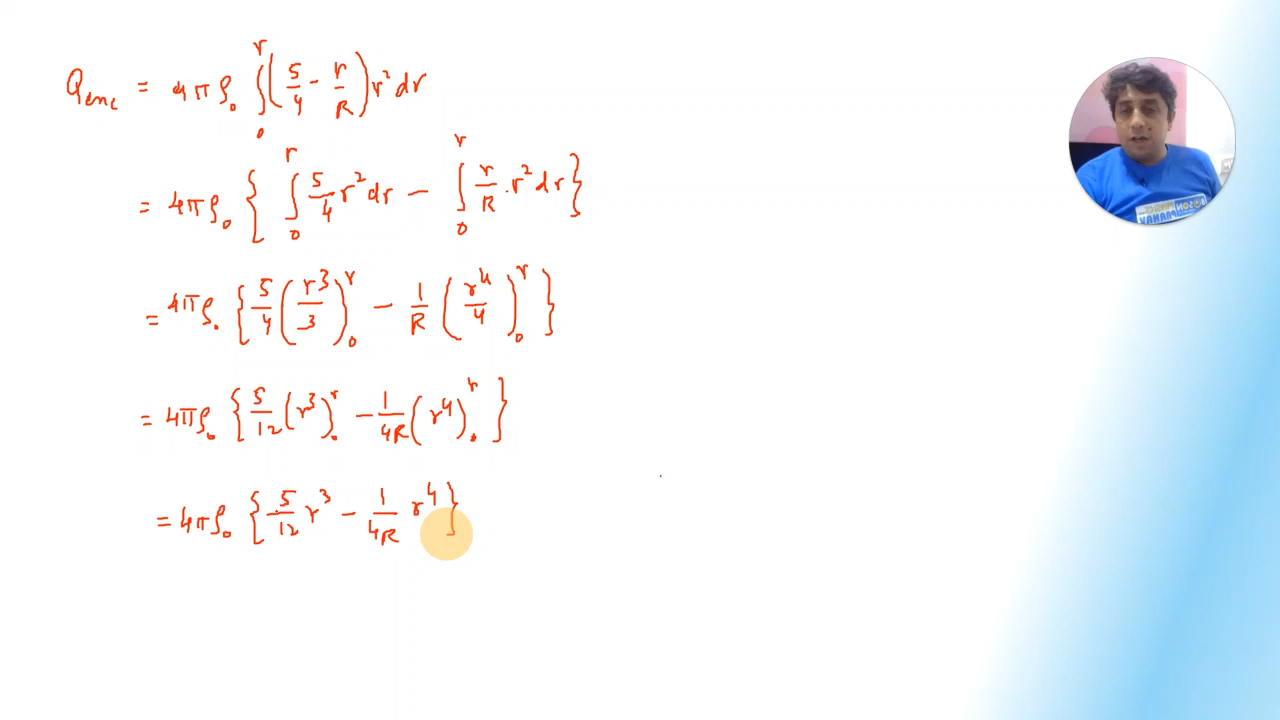 Qenc = 4πρ₀ ∫₀^r (5/4 - r/R) r² dr
= 4πρ₀ { ∫₀^r 5/4 r² dr - ∫₀^r r/R . r² dr }
= 4πρ₀ { 5/4 (r³/3)₀^r - 1/R (r⁴/4)₀^r }
= 4πρ₀ { 5/12 (r³)₀^r - 1/4R (r⁴)₀^r }
= 4πρ₀ { 5/12 r³ - 1/4R r⁴ }